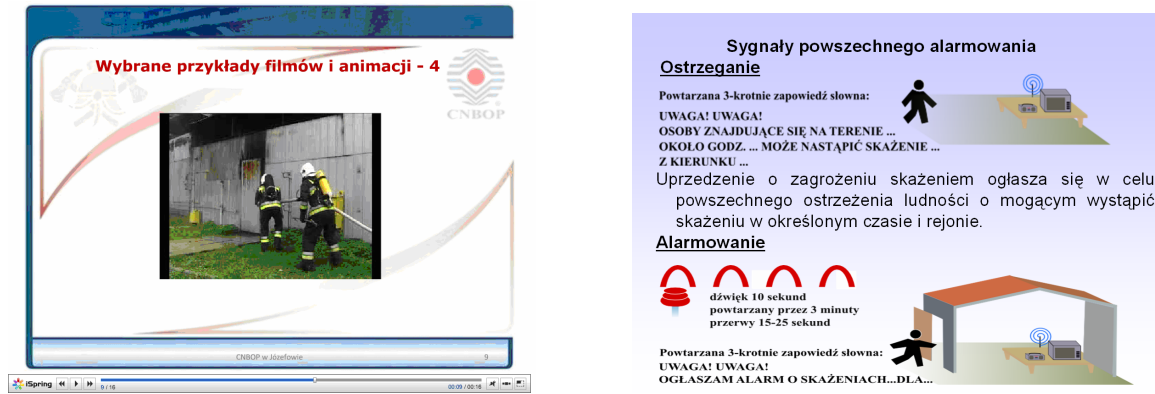 Wybrane przykłady filmów i animacji - 4
CNBOP
CNBOP w Józefowie
9
iSpring
9 / 16
00:09 / 00:16
Sygnały powszechnego alarmowania
Ostrzeganie
Powtarzana 3-krotnie zapowiedź słowna:
UWAGA! UWAGA!
OSOBY ZNAJDUJĄCE SIĘ NA TERENIE ...
OKOŁO GODZ. ... MOŻE NASTĄPIĆ SKAŻENIE ...
Z KIERUNKU ...
Uprzedzenie o zagrożeniu skażeniem ogłasza się w celu
powszechnego ostrzeżenia ludności o mogącym wystąpić
skażeniu w określonym czasie i rejonie.
Alarmowanie
dźwięk 10 sekund
powtarzany przez 3 minuty
przerwy 15-25 sekund
Powtarzana 3-krotnie zapowiedź słowna:
UWAGA! UWAGA!
OGŁASZAM ALARM O SKAŻENIACH...DLA...